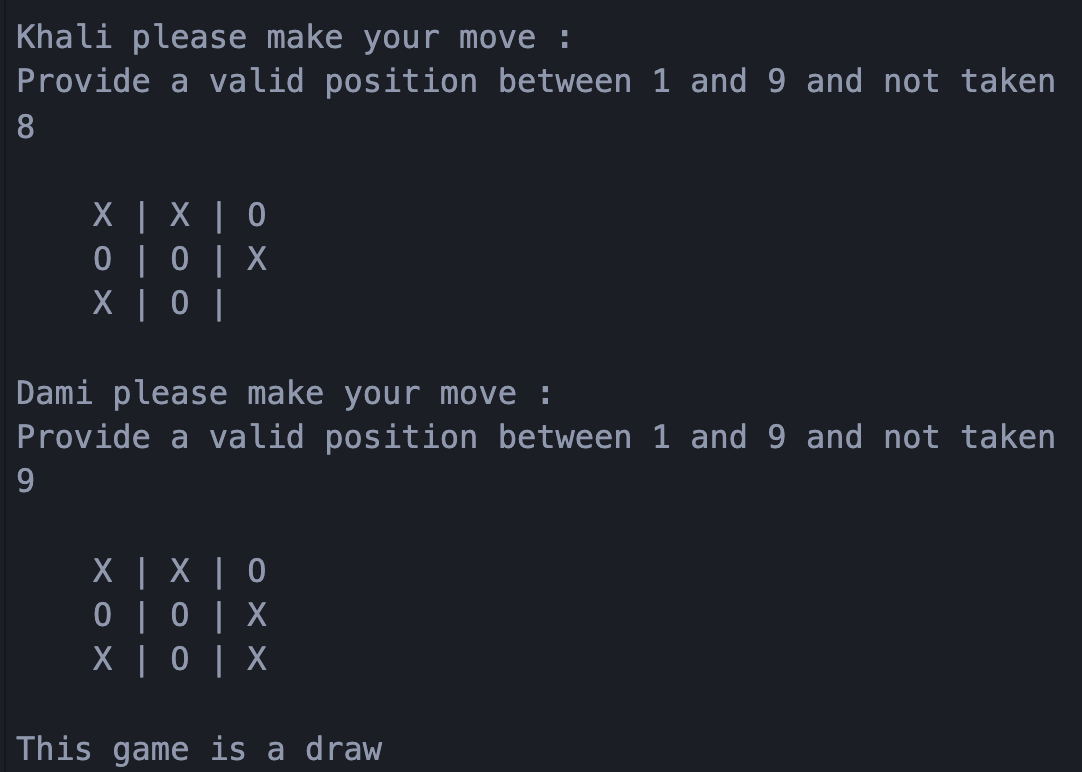 Khali please make your move :
Provide a valid position between 1 and 9 and not taken
8
X | X | O
O | O | X
X | O |
Dami please make your move :
Provide a valid position between 1 and 9 and not taken
9
X | X | O
O | O | X
X | O | X
This game is a draw